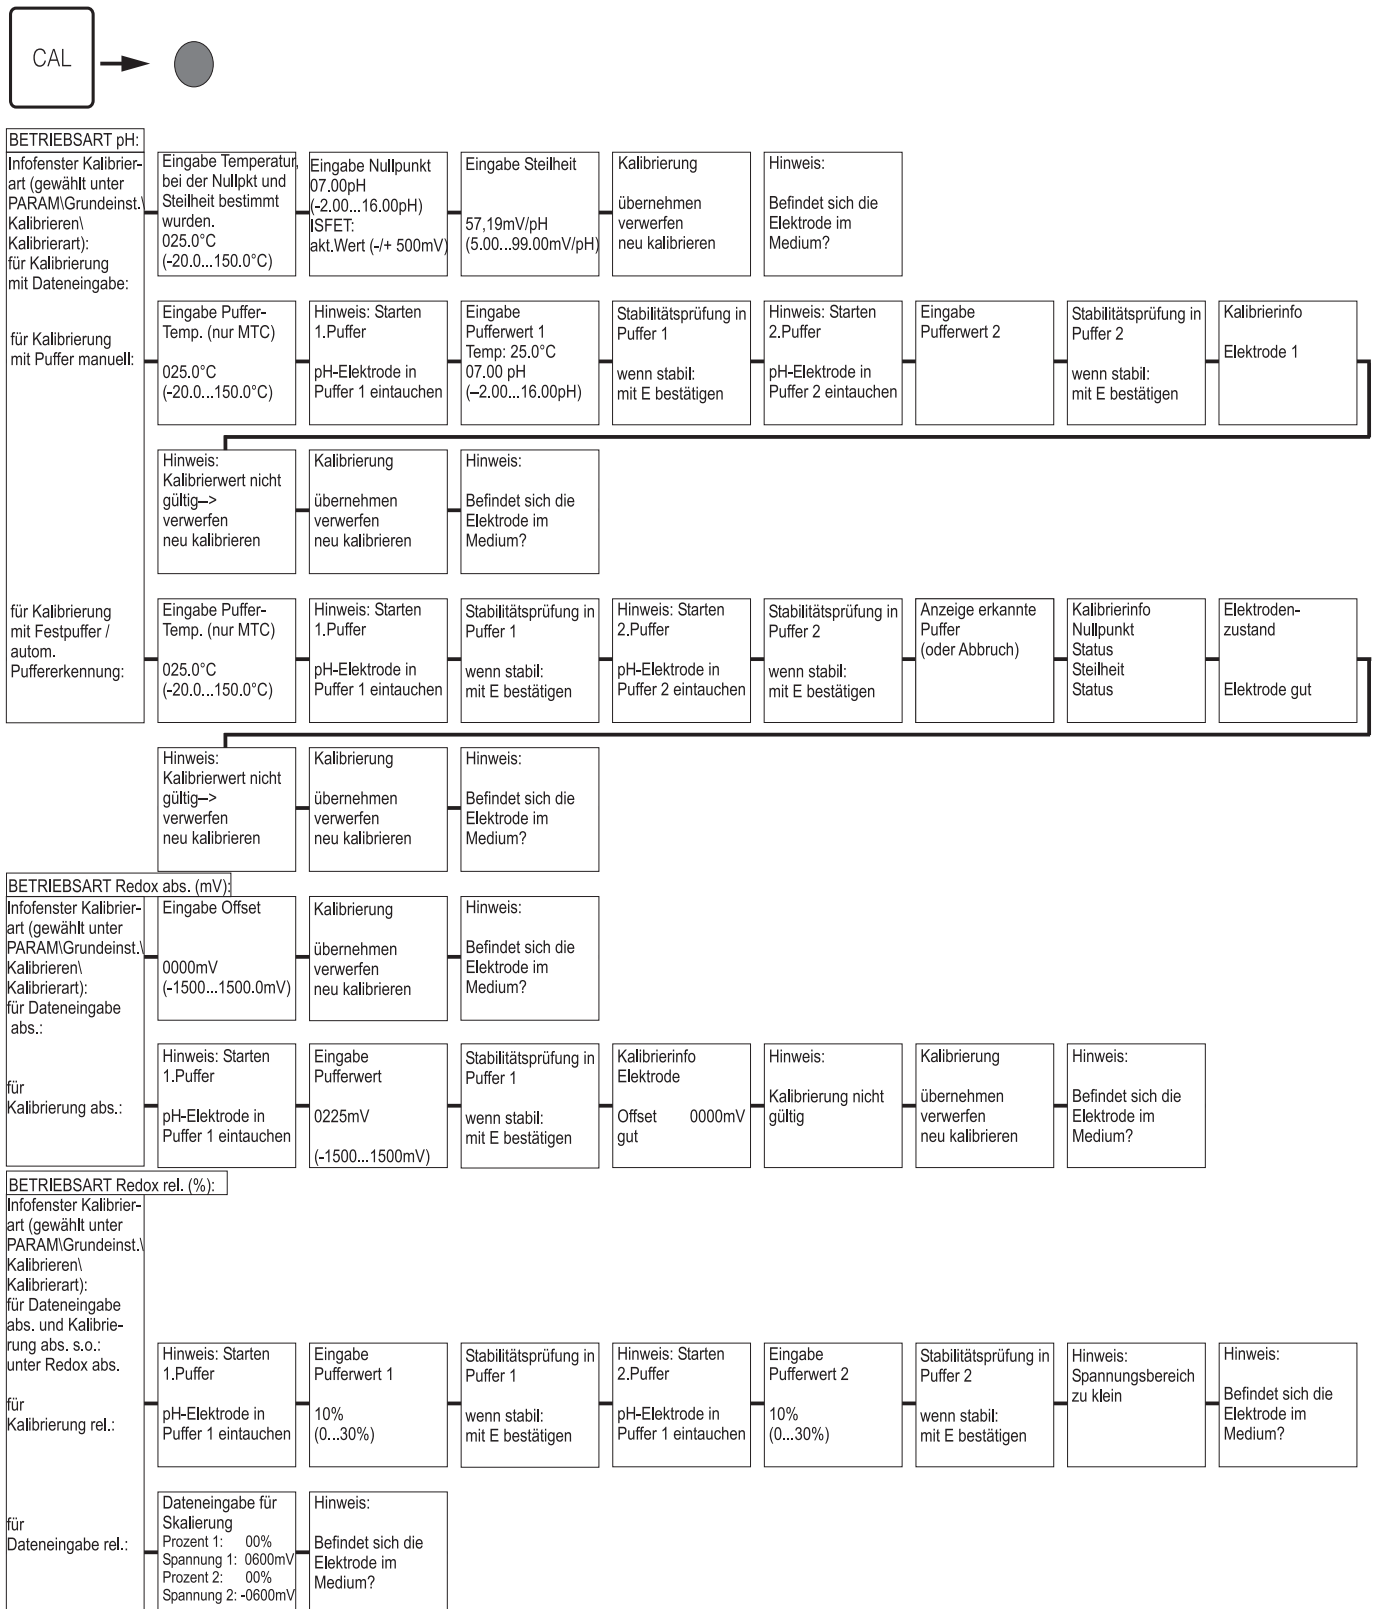 CAL
BETRIEBSART pH:
Infofenster Kalibrier-
art (gewählt unter
PARAM\Grundeinst.\
Kalibrieren\
Kalibrierart):
für Kalibrierung
mit Dateneingabe:
Eingabe Temperatur,
bei der Nullpkt und
Steilheit bestimmt
wurden.
025.0°C
(-20.0...150.0°C)
Eingabe Nullpunkt
07.00pH
(-2.00...16.00pH)
ISFET:
akt.Wert (-/+ 500mV)
Eingabe Steilheit
57,19mV/pH
(5.00...99.00mV/pH)
Kalibrierung
übernehmen
verwerfen
neu kalibrieren
Hinweis:
Befindet sich die
Elektrode im
Medium?
für Kalibrierung
mit Puffer manuell:
Eingabe Puffer-
Temp. (nur MTC)
025.0°C
(-20.0...150.0°C)
Hinweis: Starten
1.Puffer
pH-Elektrode in
Puffer 1 eintauchen
Eingabe
Pufferwert 1
Temp: 25.0°C
07.00 pH
(–2.00...16.00pH)
Stabilitätsprüfung in
Puffer 1
wenn stabil:
mit E bestätigen
Hinweis: Starten
2.Puffer
pH-Elektrode in
Puffer 2 eintauchen
Eingabe
Pufferwert 2
Stabilitätsprüfung in
Puffer 2
wenn stabil:
mit E bestätigen
Kalibrierinfo
Elektrode 1
Hinweis:
Kalibrierwert nicht
gültig–>
verwerfen
neu kalibrieren
Kalibrierung
übernehmen
verwerfen
neu kalibrieren
Hinweis:
Befindet sich die
Elektrode im
Medium?
für Kalibrierung
mit Festpuffer /
autom.
Puffererkennung:
Eingabe Puffer-
Temp. (nur MTC)
025.0°C
(-20.0...150.0°C)
Hinweis: Starten
1.Puffer
pH-Elektrode in
Puffer 1 eintauchen
Stabilitätsprüfung in
Puffer 1
wenn stabil:
mit E bestätigen
Hinweis: Starten
2.Puffer
pH-Elektrode in
Puffer 2 eintauchen
Stabilitätsprüfung in
Puffer 2
wenn stabil:
mit E bestätigen
Anzeige erkannte
Puffer
(oder Abbruch)
Kalibrierinfo
Nullpunkt
Status
Steilheit
Status
Elektroden-
zustand
Elektrode gut
Hinweis:
Kalibrierwert nicht
gültig–>
verwerfen
neu kalibrieren
Kalibrierung
übernehmen
verwerfen
neu kalibrieren
Hinweis:
Befindet sich die
Elektrode im
Medium?
BETRIEBSART Redox abs. (mV):
Infofenster Kalibrier-
art (gewählt unter
PARAM\Grundeinst.\
Kalibrieren\
Kalibrierart):
für Dateneingabe
abs.:
Eingabe Offset
0000mV
(-1500...1500.0mV)
Kalibrierung
übernehmen
verwerfen
neu kalibrieren
Hinweis:
Befindet sich die
Elektrode im
Medium?
für
Kalibrierung abs.:
Hinweis: Starten
1.Puffer
pH-Elektrode in
Puffer 1 eintauchen
Eingabe
Pufferwert
0225mV
(-1500...1500mV)
Stabilitätsprüfung in
Puffer 1
wenn stabil:
mit E bestätigen
Kalibrierinfo
Elektrode
Offset 0000mV
gut
Hinweis:
Kalibrierung nicht
gültig
Kalibrierung
übernehmen
verwerfen
neu kalibrieren
Hinweis:
Befindet sich die
Elektrode im
Medium?
BETRIEBSART Redox rel. (%):
Infofenster Kalibrier-
art (gewählt unter
PARAM\Grundeinst.\
Kalibrieren\
Kalibrierart):
für Dateneingabe
abs. und Kalibrie-
rung abs. s.o.:
unter Redox abs.
für
Kalibrierung rel.:
Hinweis: Starten
1.Puffer
pH-Elektrode in
Puffer 1 eintauchen
Eingabe
Pufferwert 1
10%
(0...30%)
Stabilitätsprüfung in
Puffer 1
wenn stabil:
mit E bestätigen
Hinweis: Starten
2.Puffer
pH-Elektrode in
Puffer 1 eintauchen
Eingabe
Pufferwert 2
10%
(0...30%)
Stabilitätsprüfung in
Puffer 2
wenn stabil:
mit E bestätigen
Hinweis:
Spannungsbereich
zu klein
Hinweis:
Befindet sich die
Elektrode im
Medium?
für
Dateneingabe rel.:
Dateneingabe für
Skalierung
Prozent 1: 00%
Spannung 1: 0600mV
Prozent 2: 00%
Spannung 2: -0600mV
Hinweis:
Befindet sich die
Elektrode im
Medium?